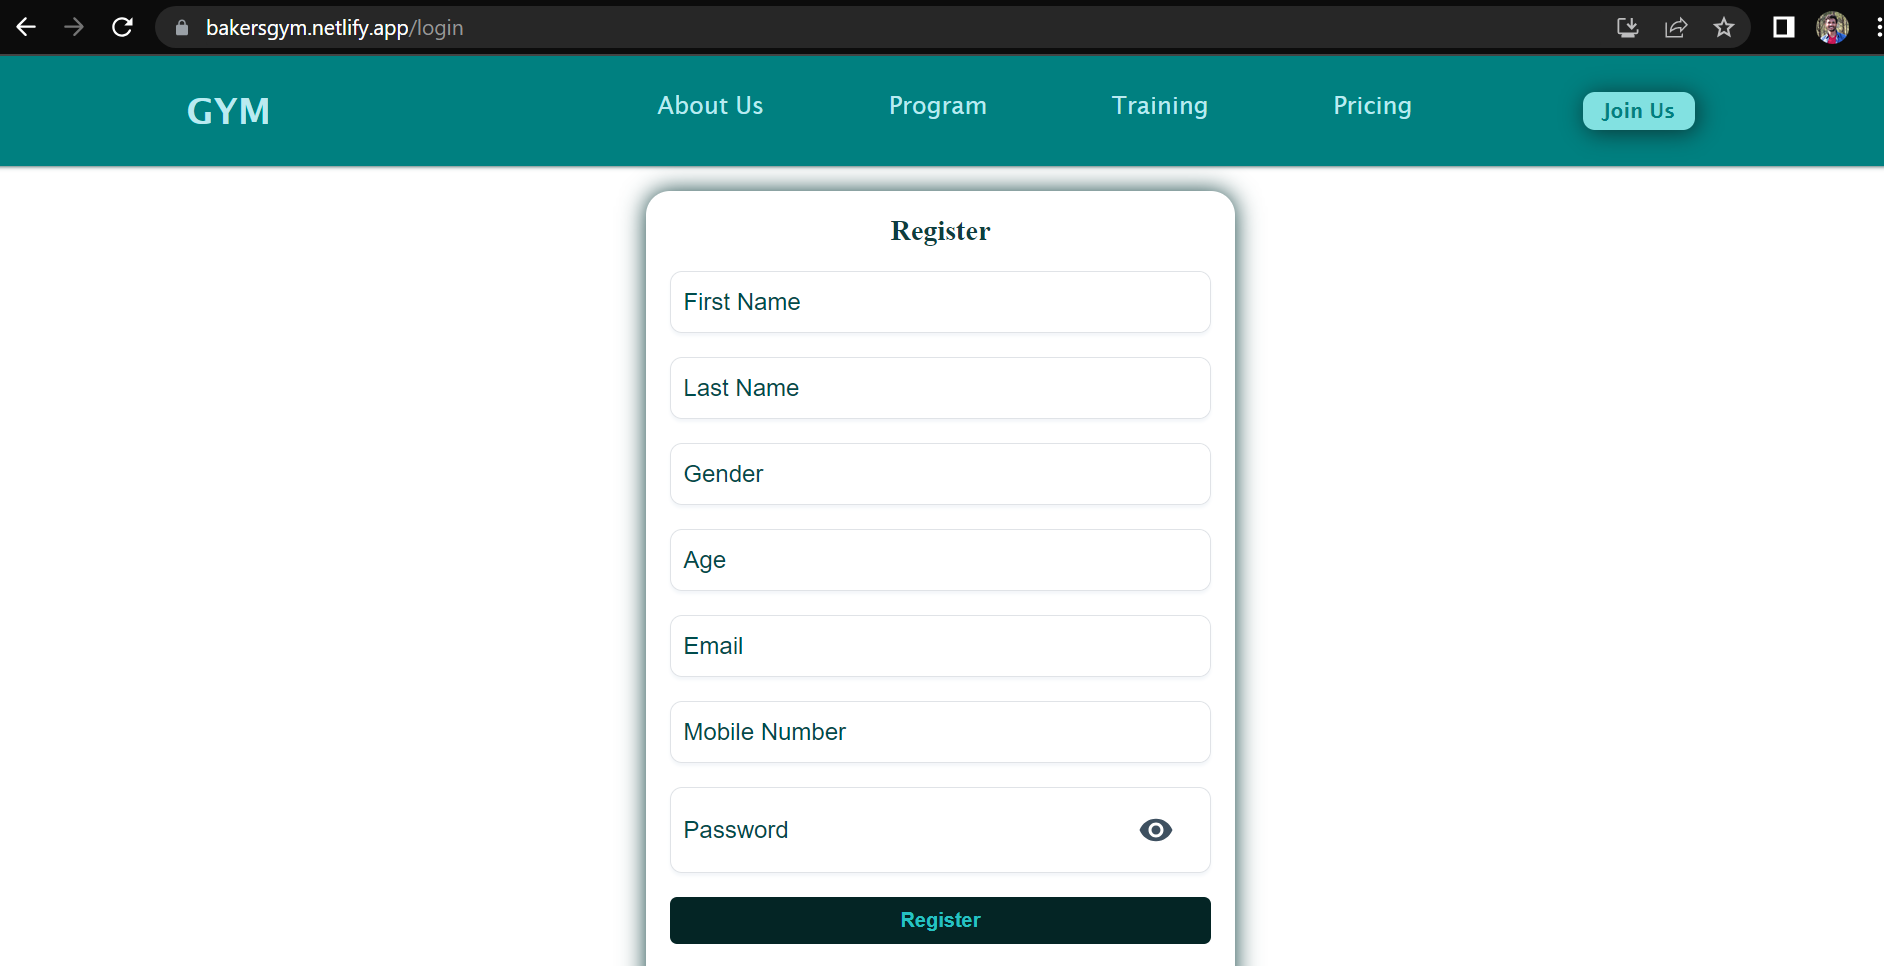 bakersgym.netlify.app/login
GYM
About Us
Program
Training
Pricing
Join Us
Register
First Name
Last Name
Gender
Age
Email
Mobile Number
Password
Register